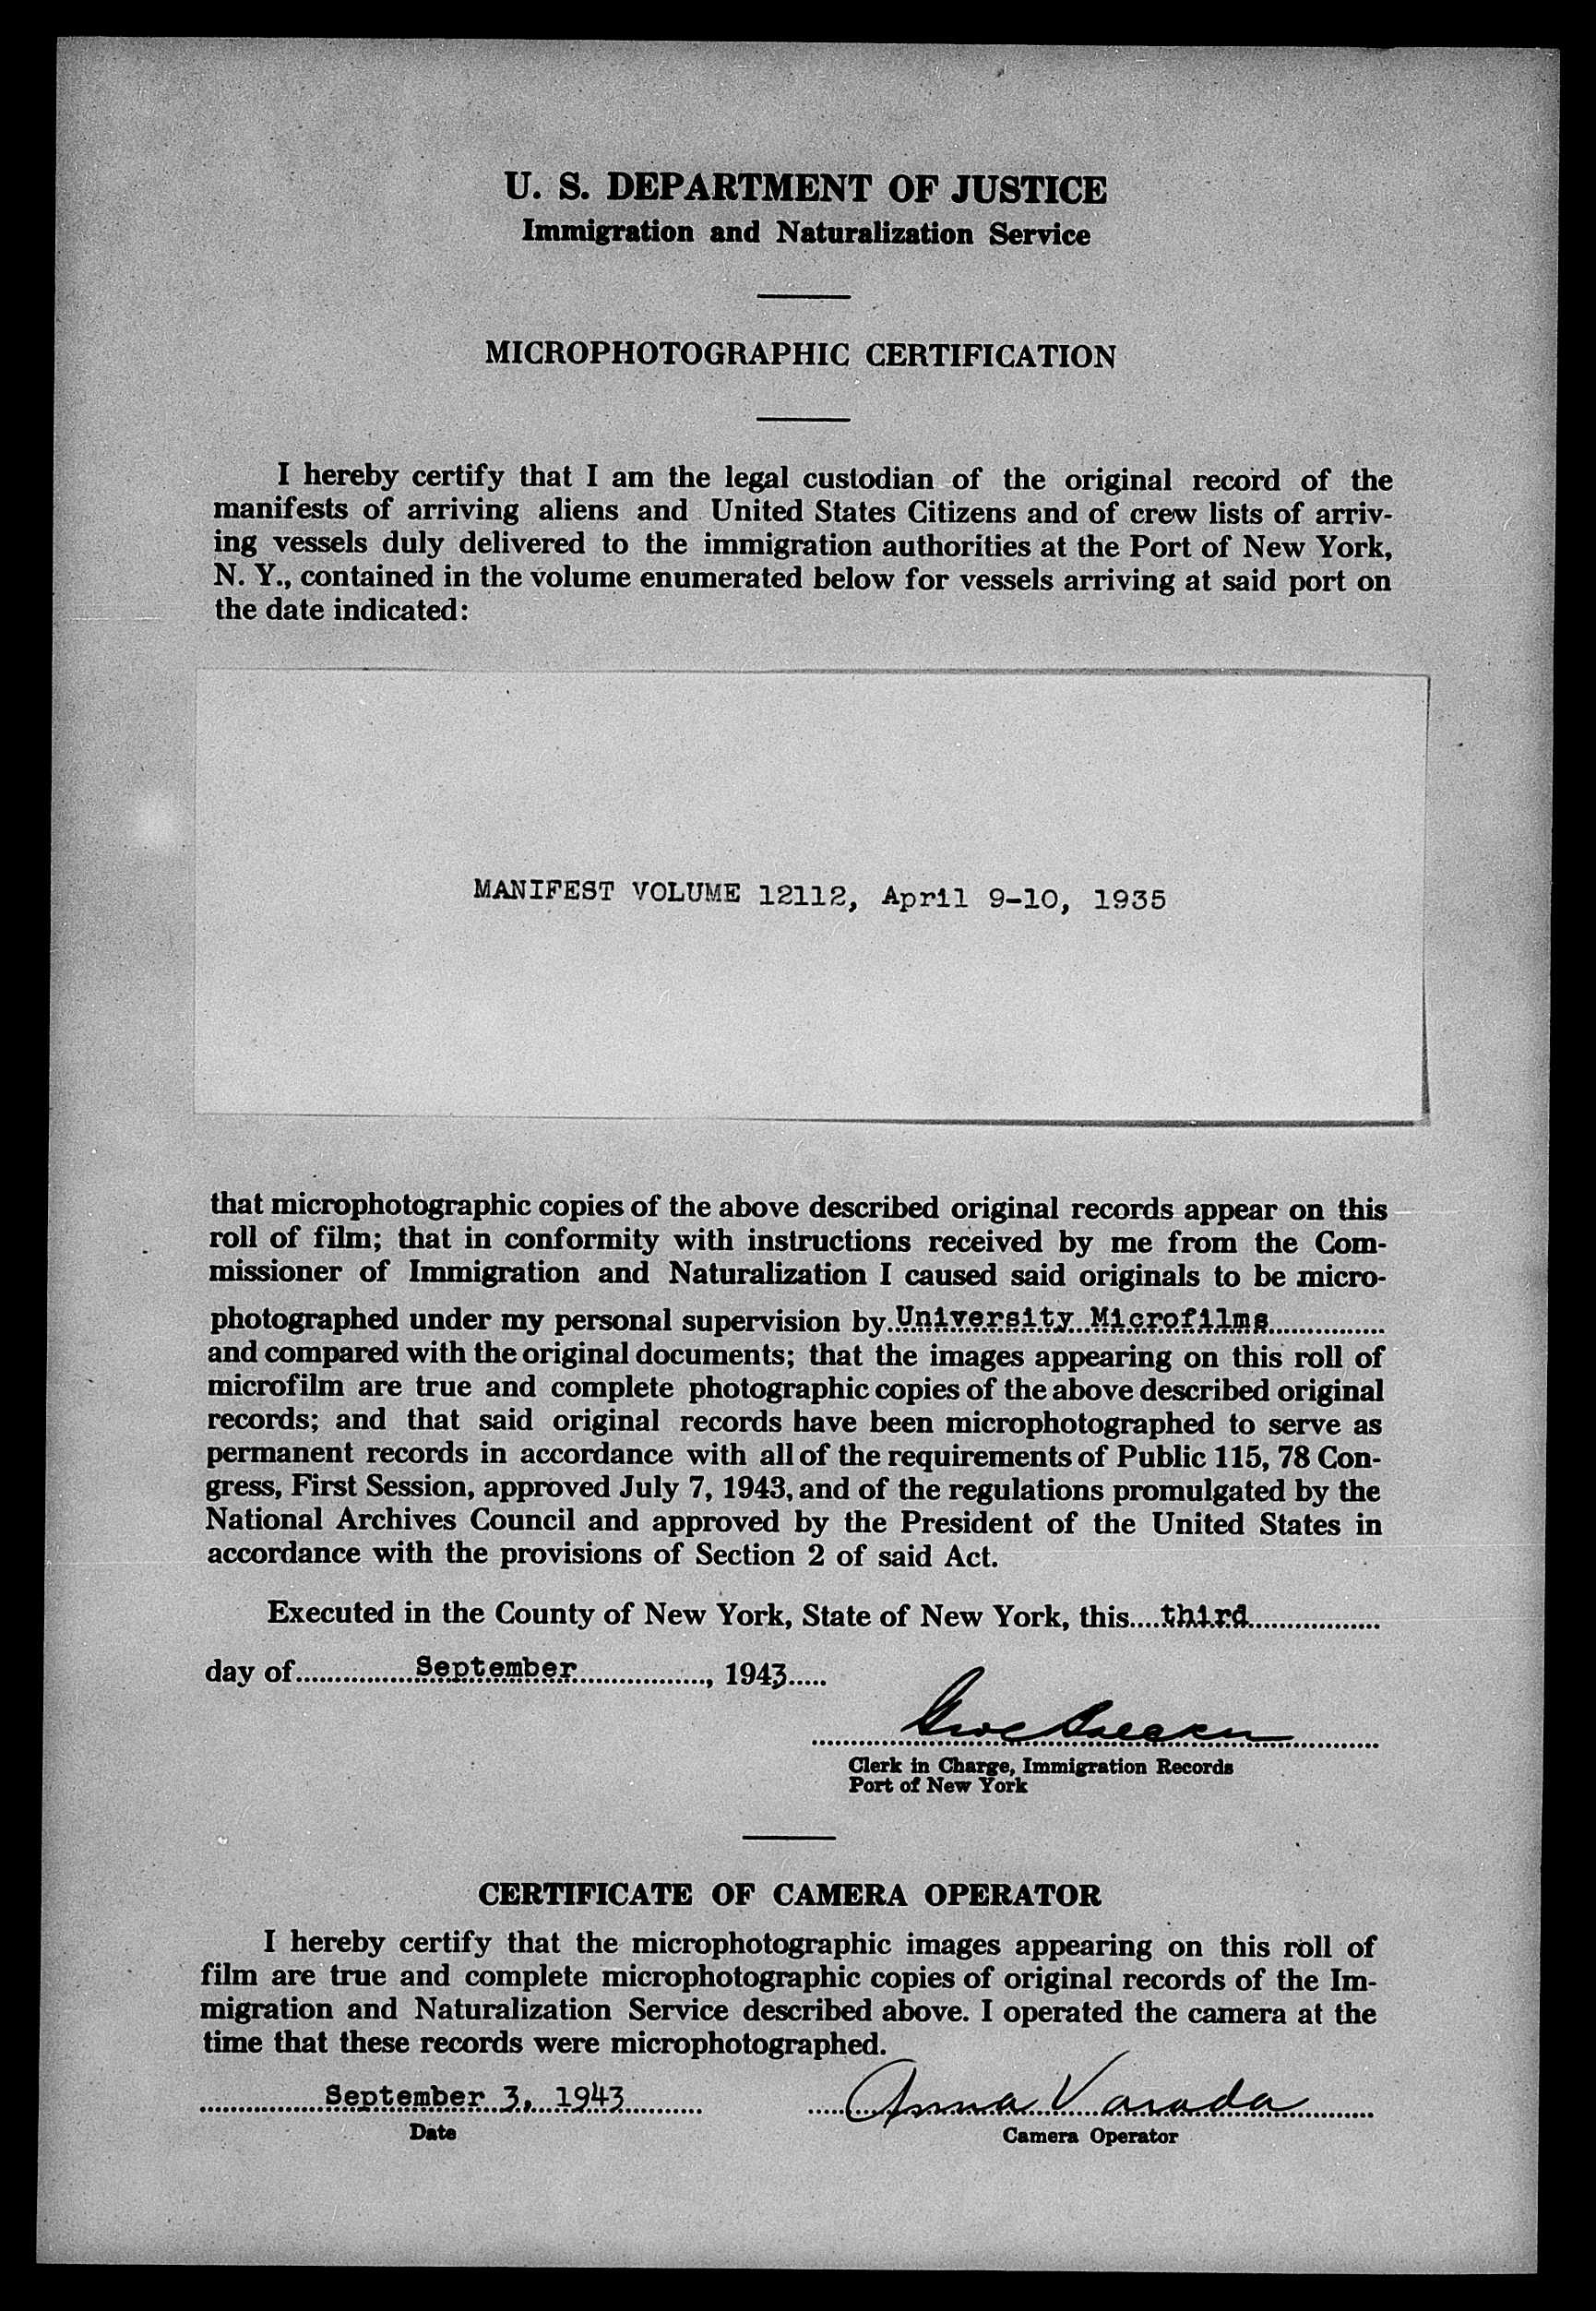 U. S. DEPARTMENT OF JUSTICE
Immigration and Naturalization Service
MICROPHOTOGRAPHIC CERTIFICATION
I hereby certify that I am the legal custodian of the original record of the
manifests of arriving aliens and United States Citizens and of crew lists of arriv-
ing vessels duly delivered to the immigration authorities at the Port of New York,
N. Y., contained in the volume enumerated below for vessels arriving at said port on
the date indicated:
MANIFEST VOLUME 12112, April 9-10, 1935
that microphotographic copies of the above described original records appear on this
roll of film; that in conformity with instructions received by me from the Com-
missioner of Immigration and Naturalization I caused said originals to be micro-
photographed under my personal supervision by University Microfilms
and compared with the original documents; that the images appearing on this roll of
microfilm are true and complete photographic copies of the above described original
records; and that said original records have been microphotographed to serve as
permanent records in accordance with all of the requirements of Public 115, 78 Con-
gress, First Session, approved July 7, 1943, and of the regulations promulgated by the
National Archives Council and approved by the President of the United States in
accordance with the provisions of Section 2 of said Act.
Executed in the County of New York, State of New York, this....third
day of September, 1943
Clerk in Charge, Immigration Records
Port of New York
CERTIFICATE OF CAMERA OPERATOR
I hereby certify that the microphotographic images appearing on this roll of
film are true and complete microphotographic copies of original records of the Im-
migration and Naturalization Service described above. I operated the camera at the
time that these records were microphotographed.
September 3, 1943 Anna Varada
Date Camera Operator